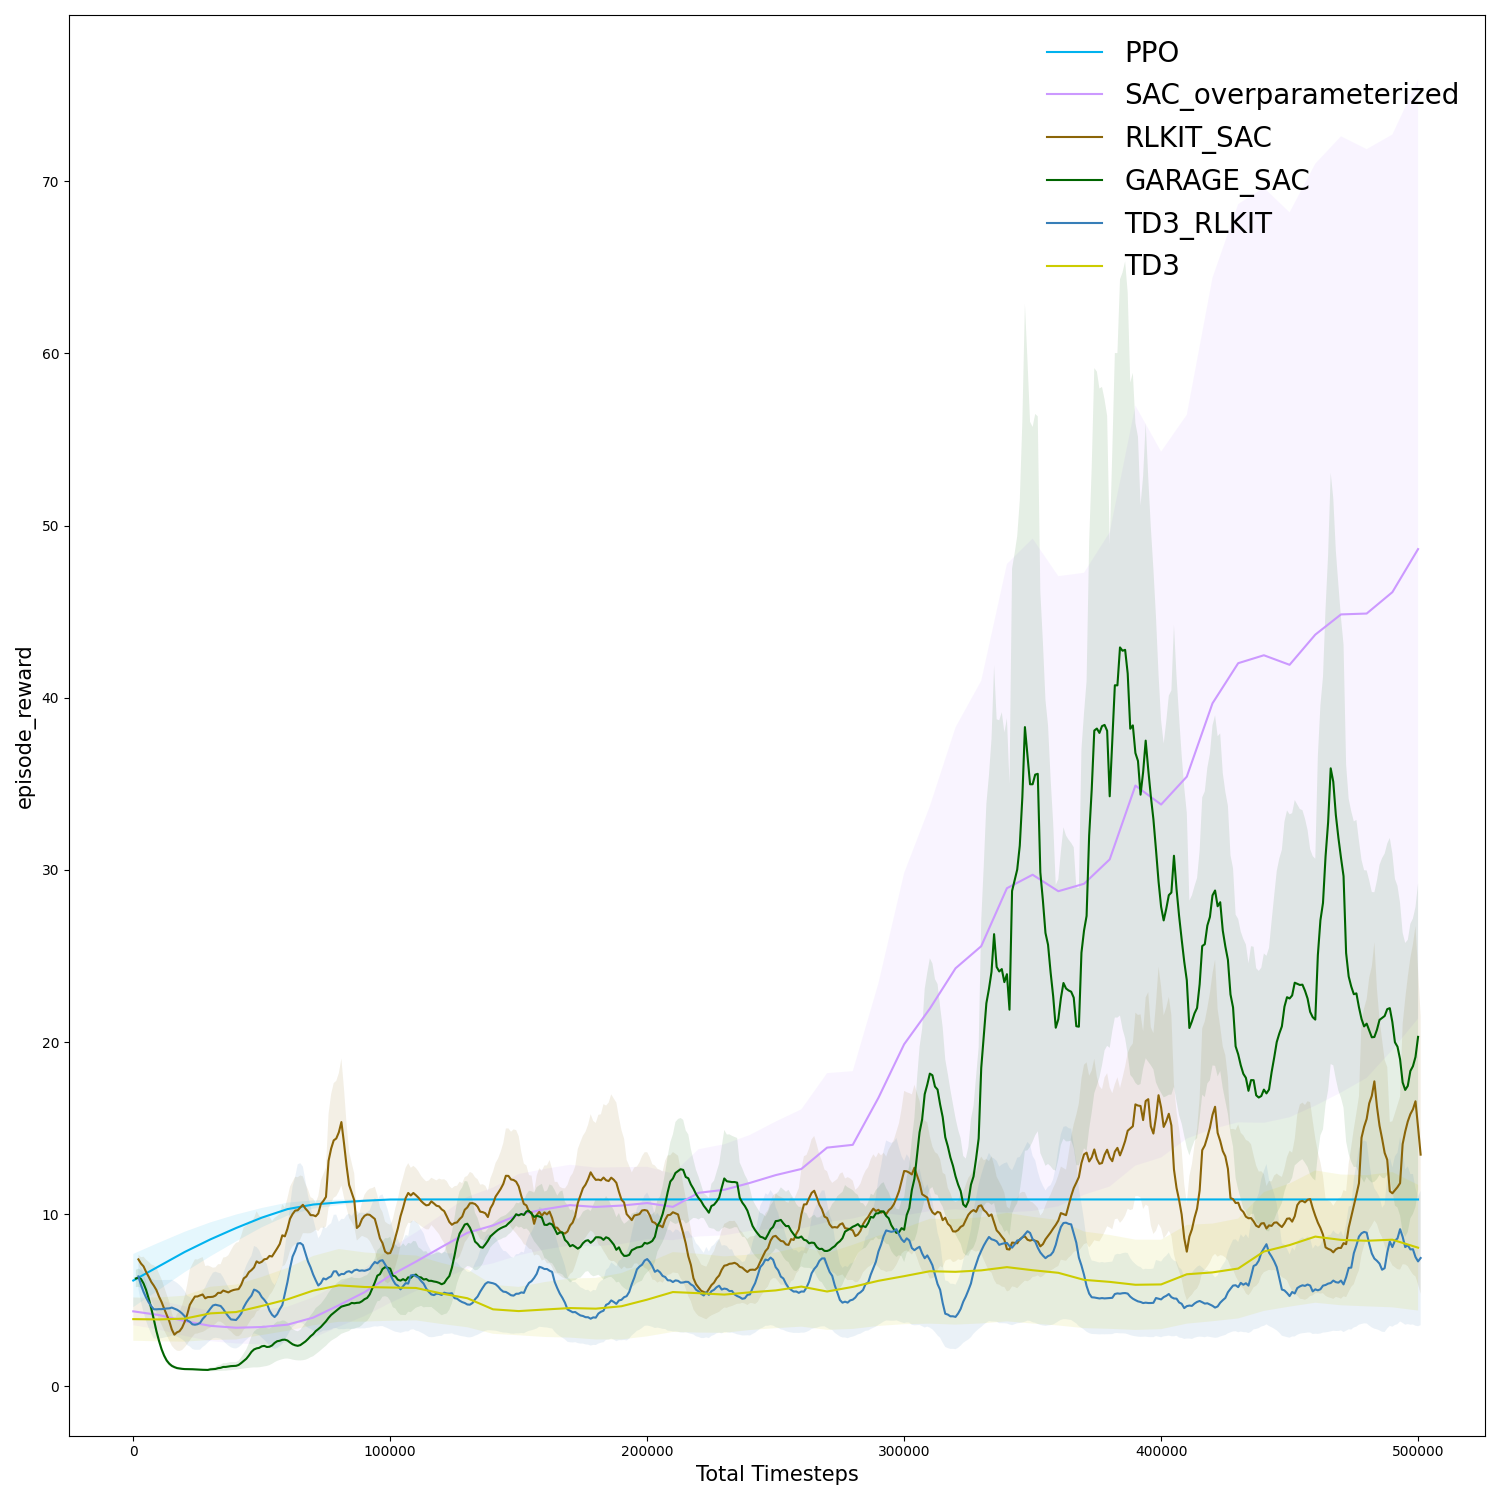 PPO
SAC_overparameterized
RLKIT_SAC
GARAGE_SAC
TD3_RLKIT
TD3
70
60
50
40
30
20
10
0
episode_reward
0 100000 200000 300000 400000 500000
Total Timesteps